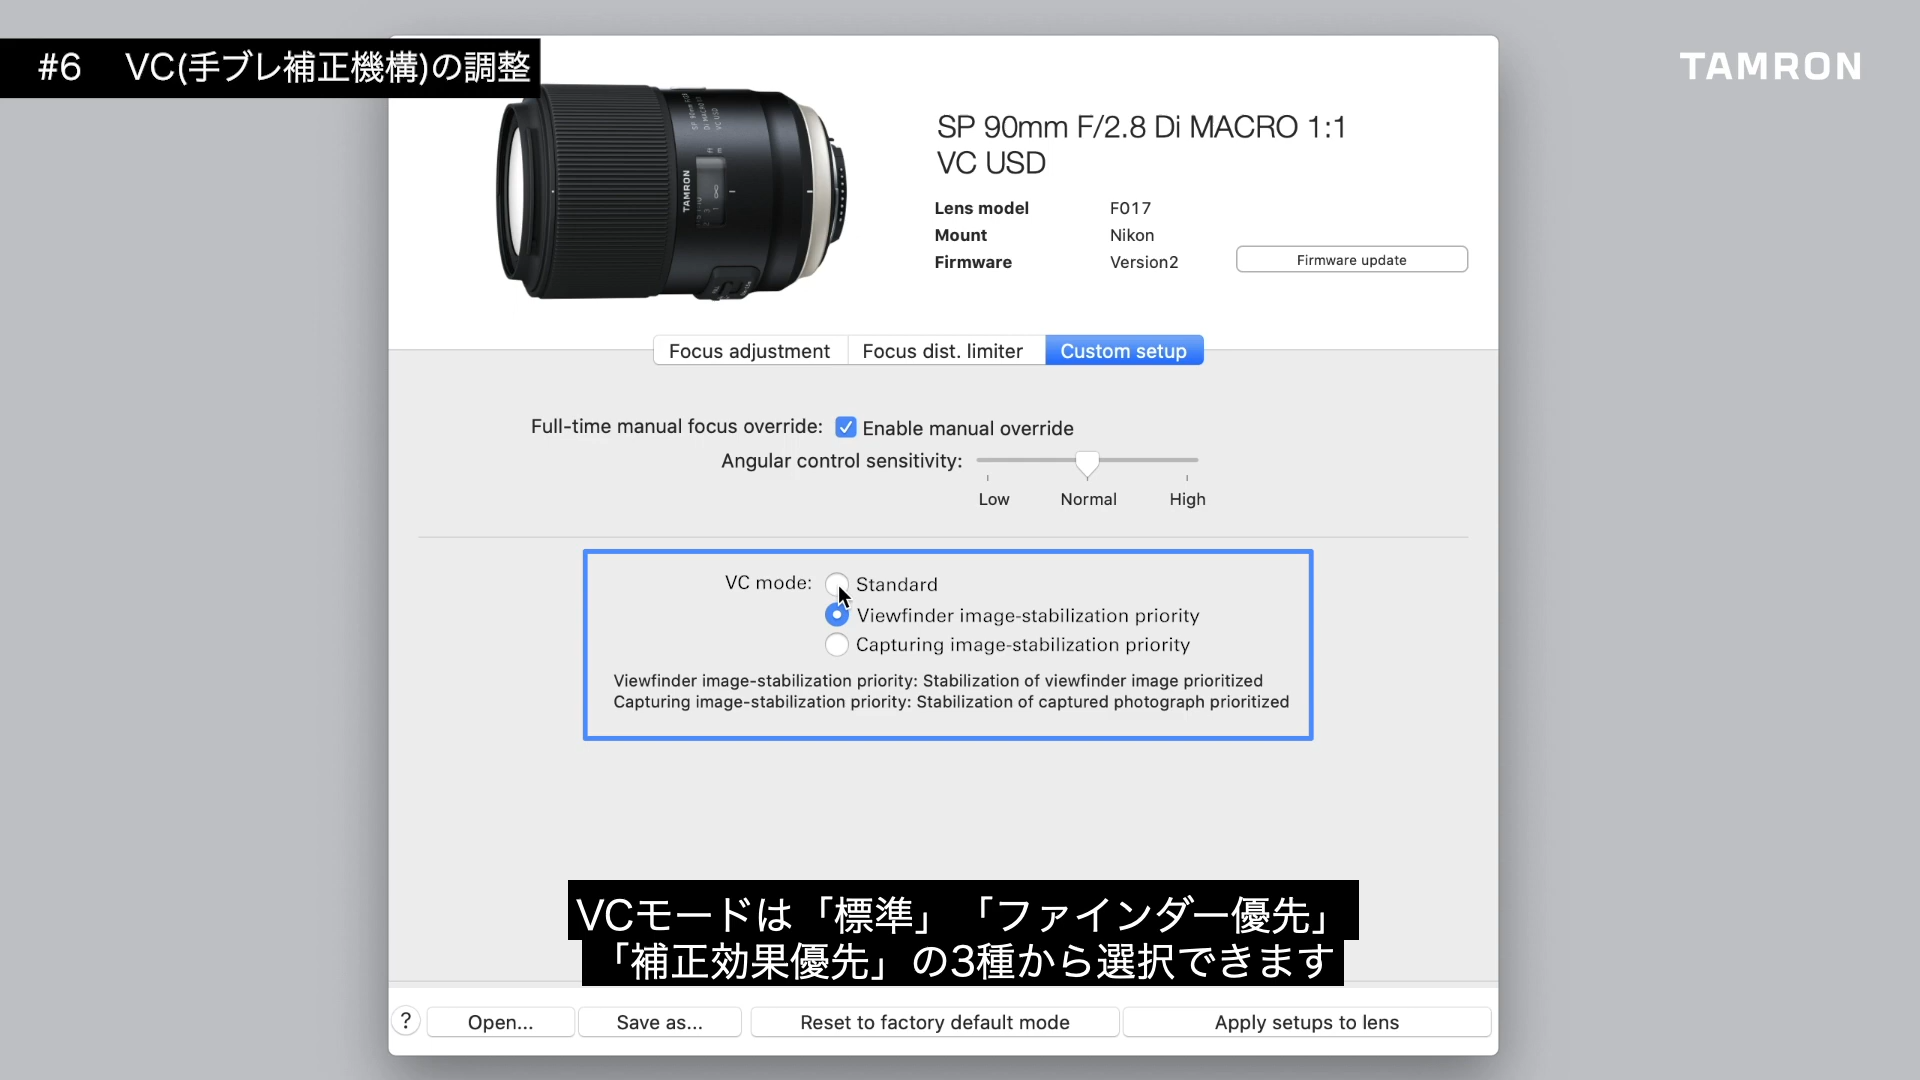 #6 VC(手ブレ補正機構)の調整
TAMRON
SP 90mm F/2.8 Di MACRO 1:1
VC USD
Lens model F017
Mount Nikon
Firmware Version2
Firmware update
TAMRON
Focus adjustment
Focus dist. limiter
Custom setup
Full-time manual focus override: Enable manual override
Angular control sensitivity:
Low Normal High
VC mode: Standard
Viewfinder image-stabilization priority
Capturing image-stabilization priority
Viewfinder image-stabilization priority: Stabilization of viewfinder image prioritized
Capturing image-stabilization priority: Stabilization of captured photograph prioritized
VCモードは「標準」「ファインダー優先」
「補正効果優先」の3種から選択できます
? Open... Save as... Reset to factory default mode Apply setups to lens